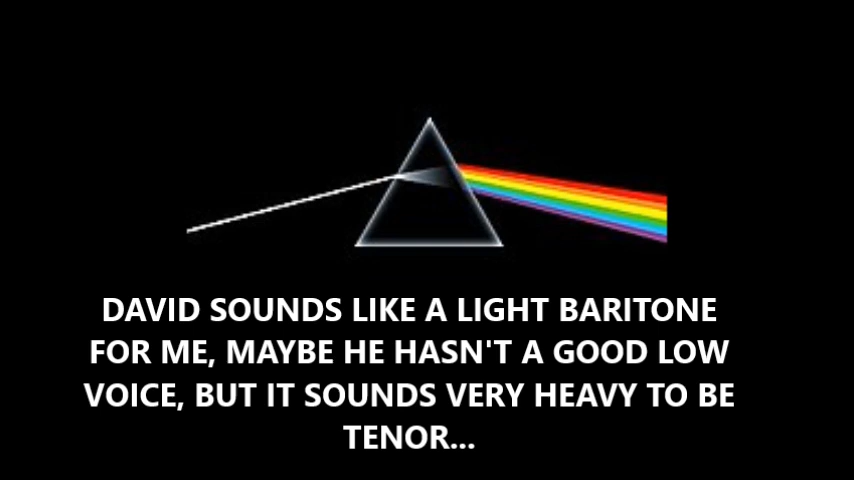 DAVID SOUNDS LIKE A LIGHT BARITONE
FOR ME, MAYBE HE HASN'T A GOOD LOW
VOICE, BUT IT SOUNDS VERY HEAVY TO BE
TENOR...